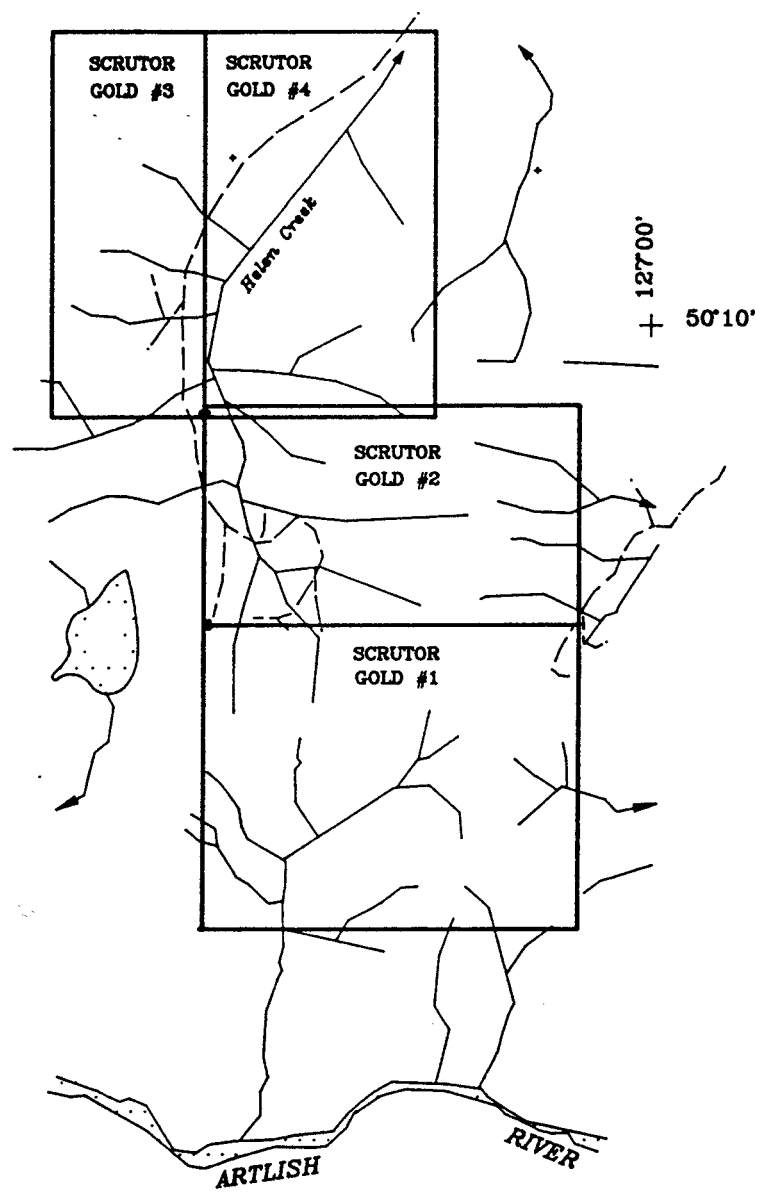 SCRUTOR
GOLD #3
SCRUTOR
GOLD #4
Helen Creek
127°00'
50°10'
SCRUTOR
GOLD #2
SCRUTOR
GOLD #1
ARTLISH
RIVER